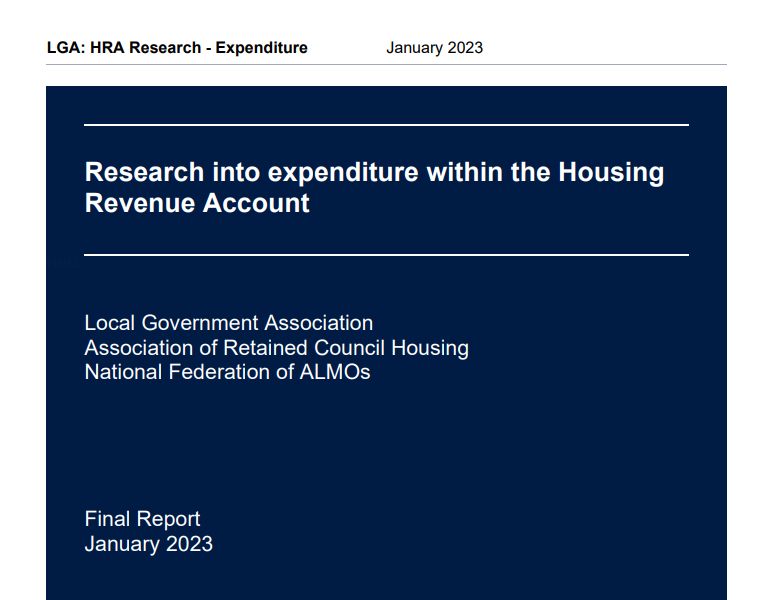 LGA: HRA Research - Expenditure January 2023
Research into expenditure within the Housing
Revenue Account
Local Government Association
Association of Retained Council Housing
National Federation of ALMOs
Final Report
January 2023